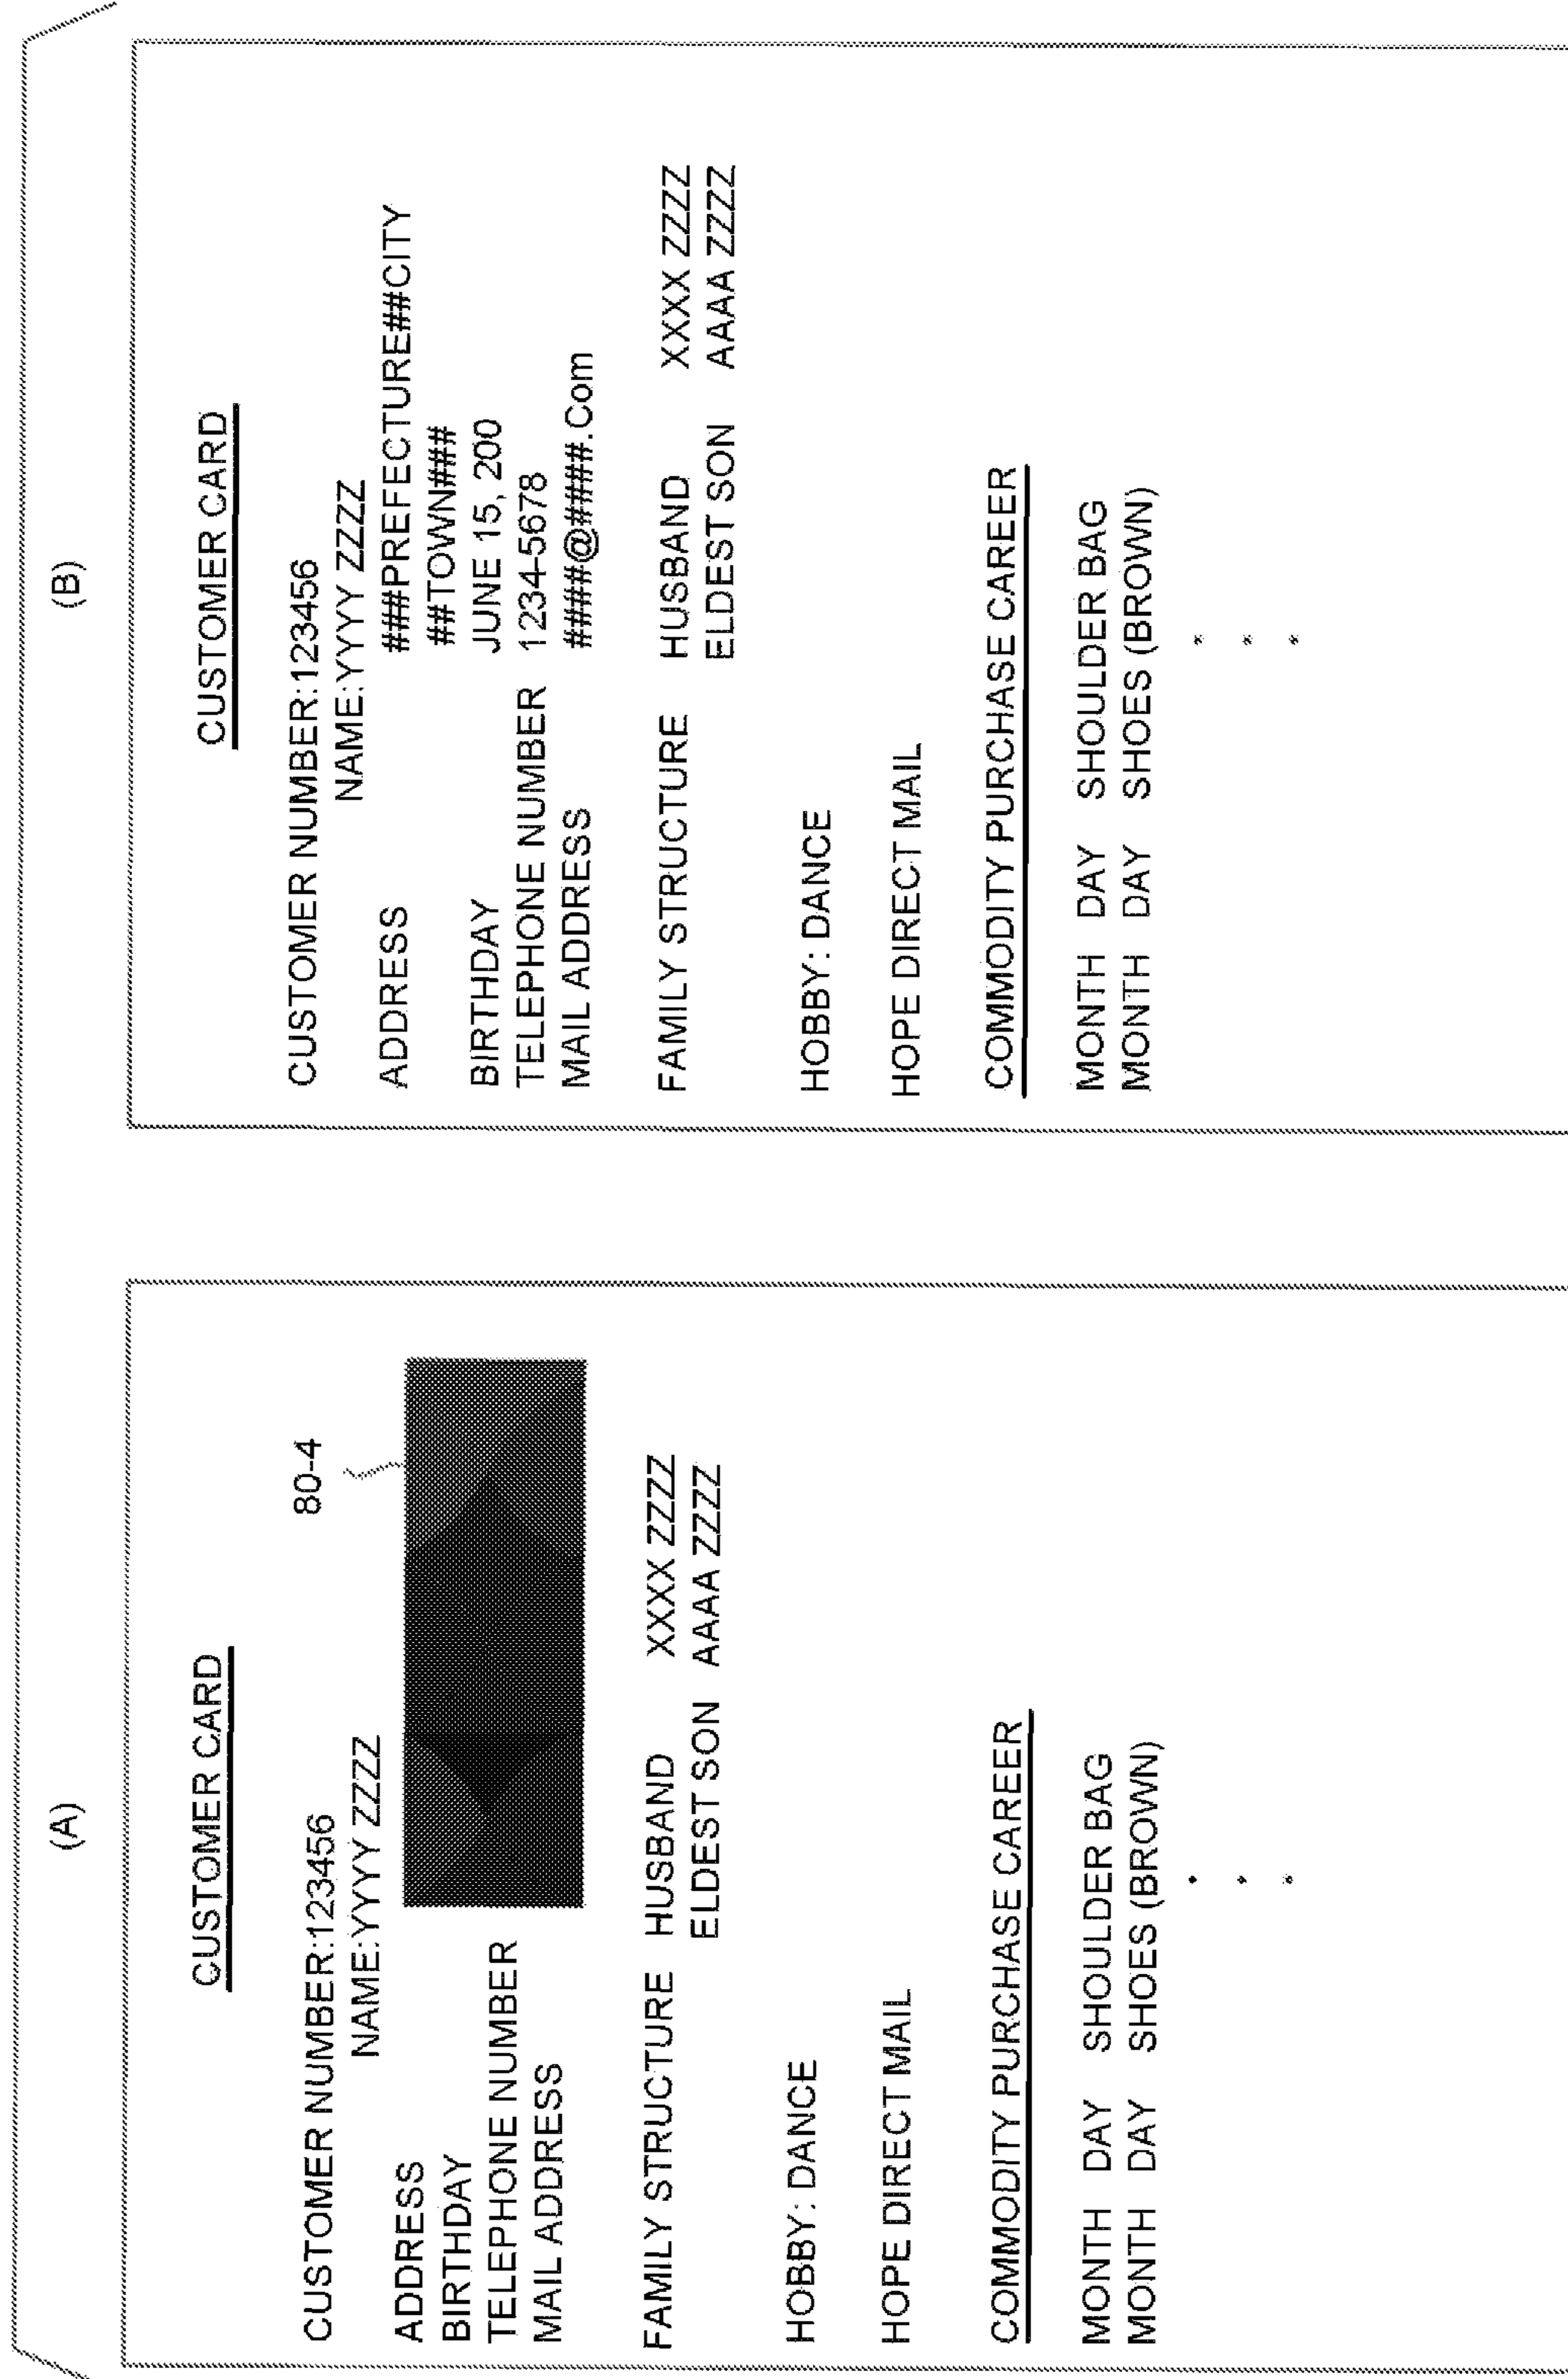 (A)
CUSTOMER CARD
CUSTOMER NUMBER:123456
80-4
NAME:YYYY ZZZZ
ADDRESS
BIRTHDAY
TELEPHONE NUMBER
MAIL ADDRESS
FAMILY STRUCTURE HUSBAND XXXX ZZZZ
ELDEST SON AAAA ZZZZ
HOBBY: DANCE
HOPE DIRECT MAIL
COMMODITY PURCHASE CAREER
MONTH DAY SHOULDER BAG
MONTH DAY SHOES (BROWN)
(B)
CUSTOMER CARD
CUSTOMER NUMBER:123456
NAME:YYYY ZZZZ
ADDRESS ###PREFECTURE##CITY
##TOWN###
BIRTHDAY JUNE 15, 200
TELEPHONE NUMBER 1234-5678
MAIL ADDRESS ####@####.Com
FAMILY STRUCTURE HUSBAND XXXX ZZZZ
ELDEST SON AAAA ZZZZ
HOBBY: DANCE
HOPE DIRECT MAIL
COMMODITY PURCHASE CAREER
MONTH DAY SHOULDER BAG
MONTH DAY SHOES (BROWN)